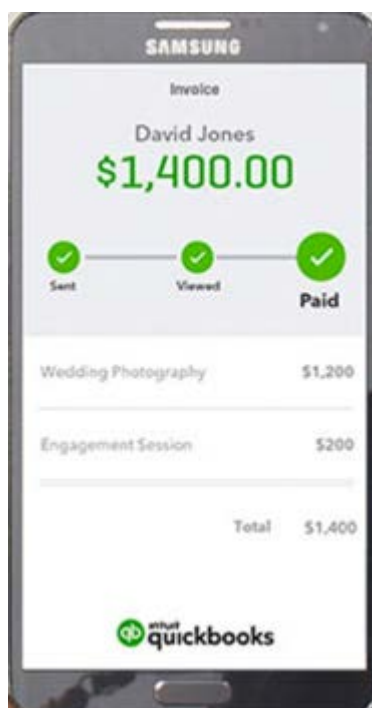 SAMSUNG
Invoice
David Jones
$1,400.00
Sent Viewed Paid
Wedding Photography $1,200
Engagement Session $200
Total $1,400
qb intuit quickbooks